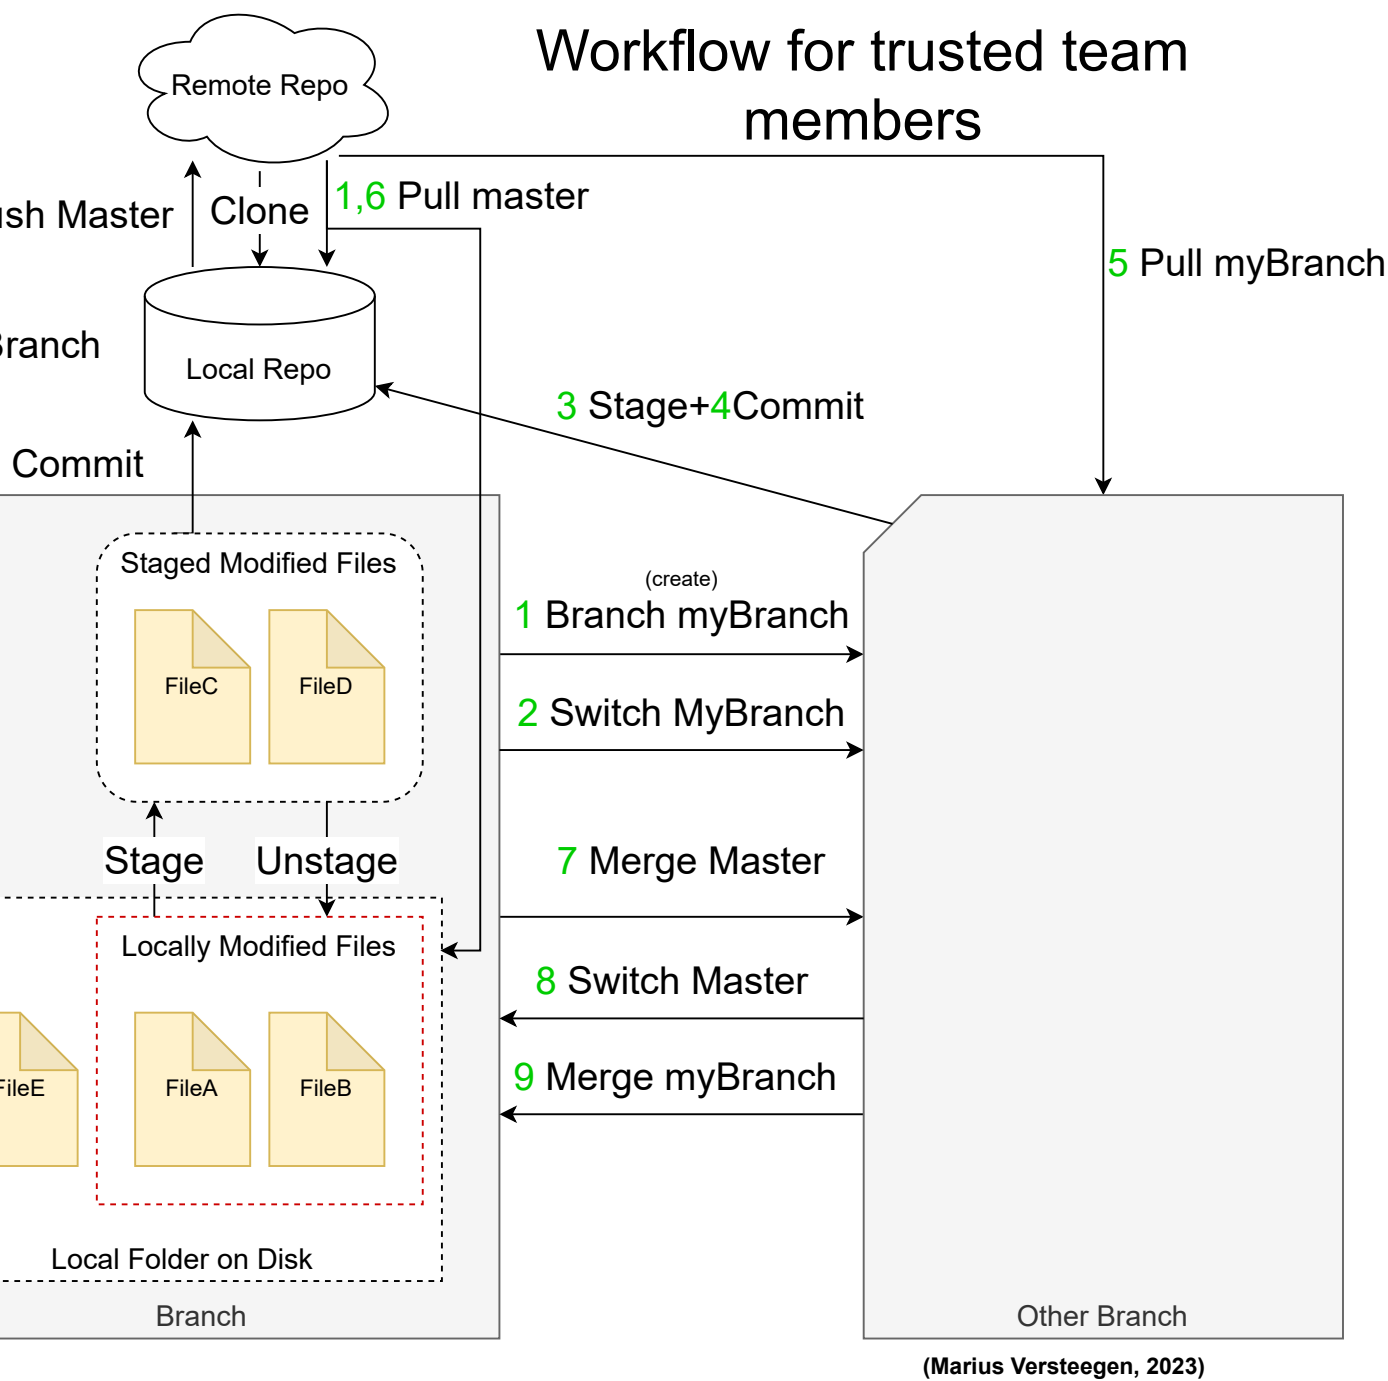 Workflow for trusted team
members
Remote Repo
ush Master
Clone
1,6 Pull master
5 Pull myBranch
Branch
Local Repo
3 Stage+4Commit
Commit
Staged Modified Files
FileC
FileD
(create)
1 Branch myBranch
2 Switch MyBranch
Stage
Unstage
7 Merge Master
Locally Modified Files
8 Switch Master
FileE
FileA
FileB
9 Merge myBranch
Local Folder on Disk
Branch
Other Branch
(Marius Versteegen, 2023)